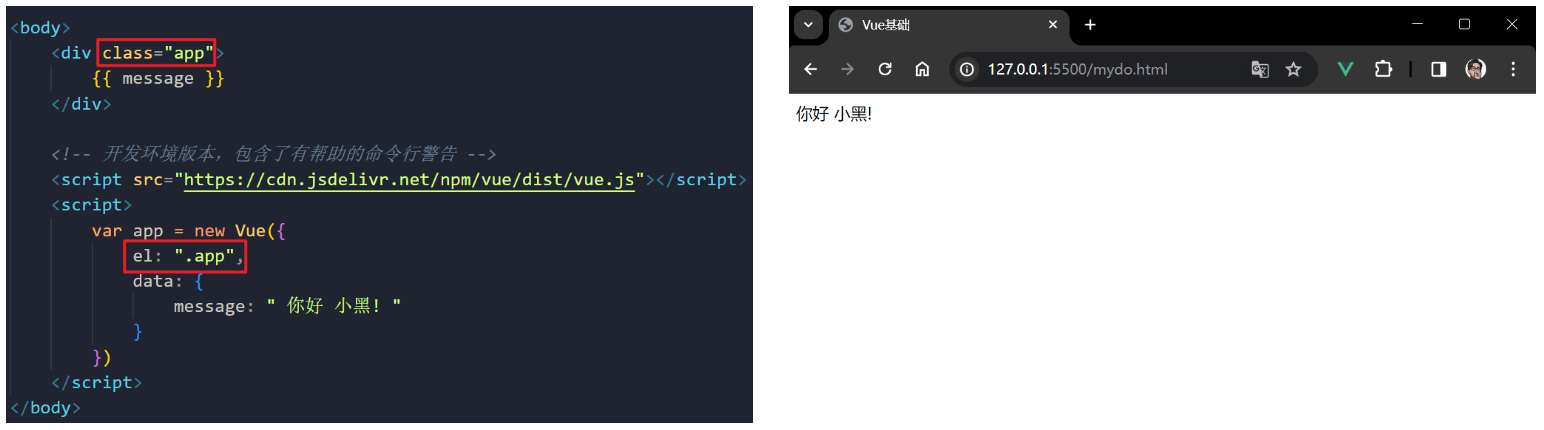 <body>
<div class="app">
{{ message }}
</div>
<!-- 开发环境版本，包含了有帮助的命令行警告 -->
<script src="https://cdn.jsdelivr.net/npm/vue/dist/vue.js"></script>
<script>
var app = new Vue({
el: ".app",
data: {
message: " 你好 小黑! "
}
})
</script>
</body>
Vue基础
127.0.0.1:5500/mydo.html
你好 小黑!